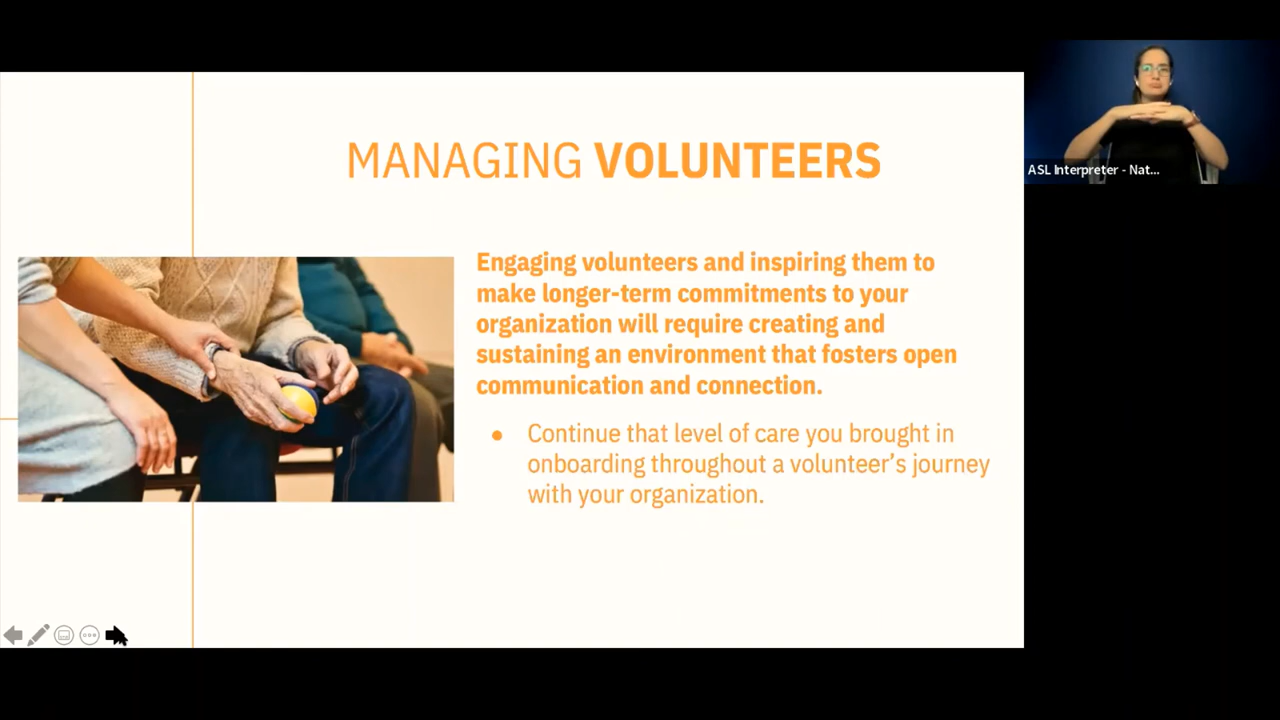 MANAGING VOLUNTEERS
Engaging volunteers and inspiring them to
make longer-term commitments to your
organization will require creating and
sustaining an environment that fosters open
communication and connection.
● Continue that level of care you brought in
onboarding throughout a volunteer’s journey
with your organization.
ASL Interpreter - Nat...